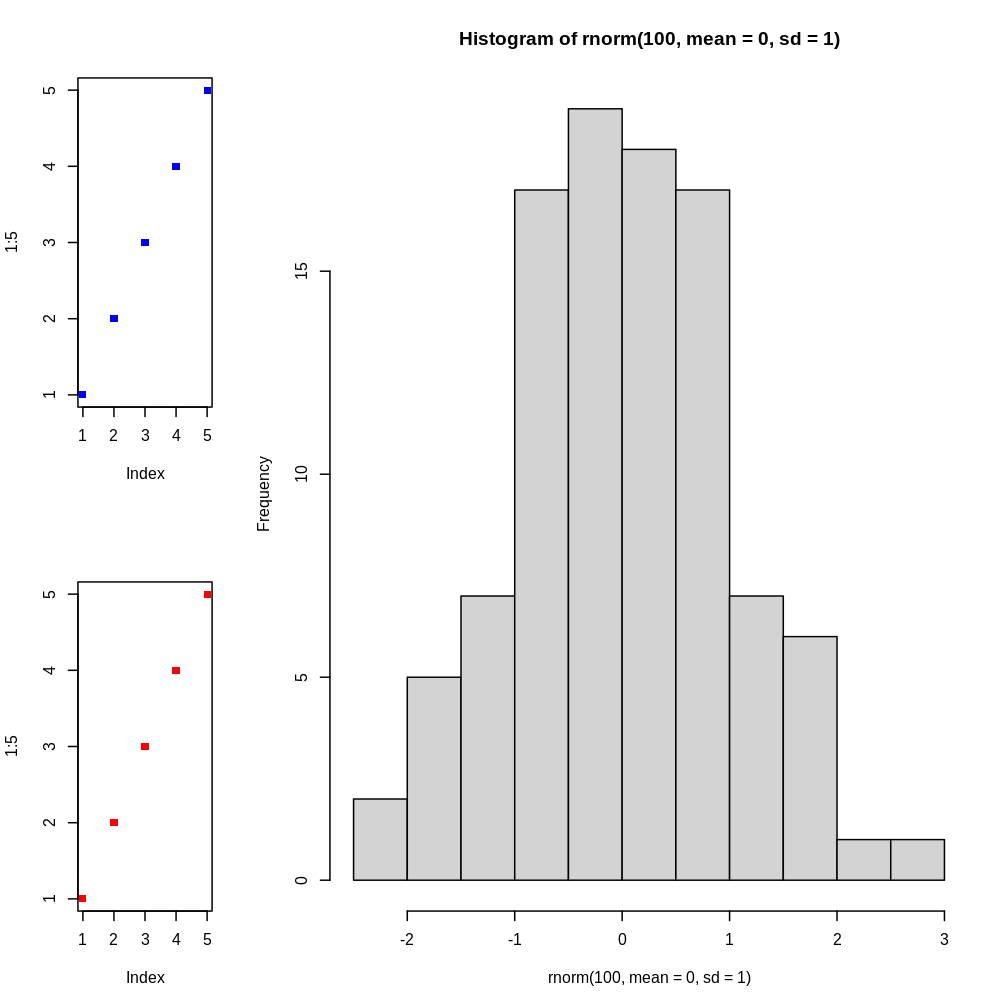 1:5
5
4
3
2
1
1 2 3 4 5
Index
1:5
5
4
3
2
1
1 2 3 4 5
Index
Histogram of rnorm(100, mean = 0, sd = 1)
Frequency
15
10
5
0
-2 -1 0 1 2 3
rnorm(100, mean = 0, sd = 1)